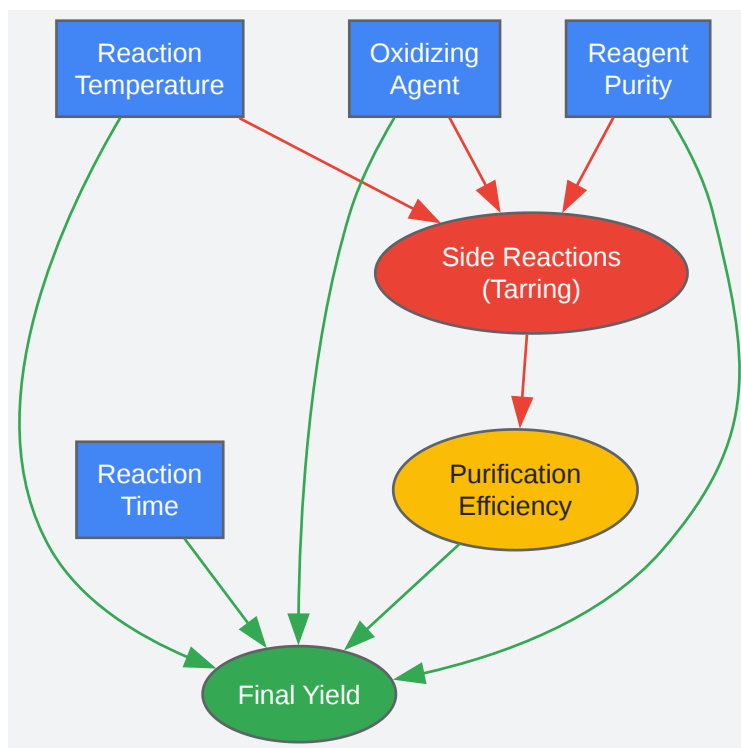 Reaction
Temperature
Oxidizing
Agent
Reagent
Purity
Side Reactions
(Tarring)
Reaction
Time
Purification
Efficiency
Final Yield